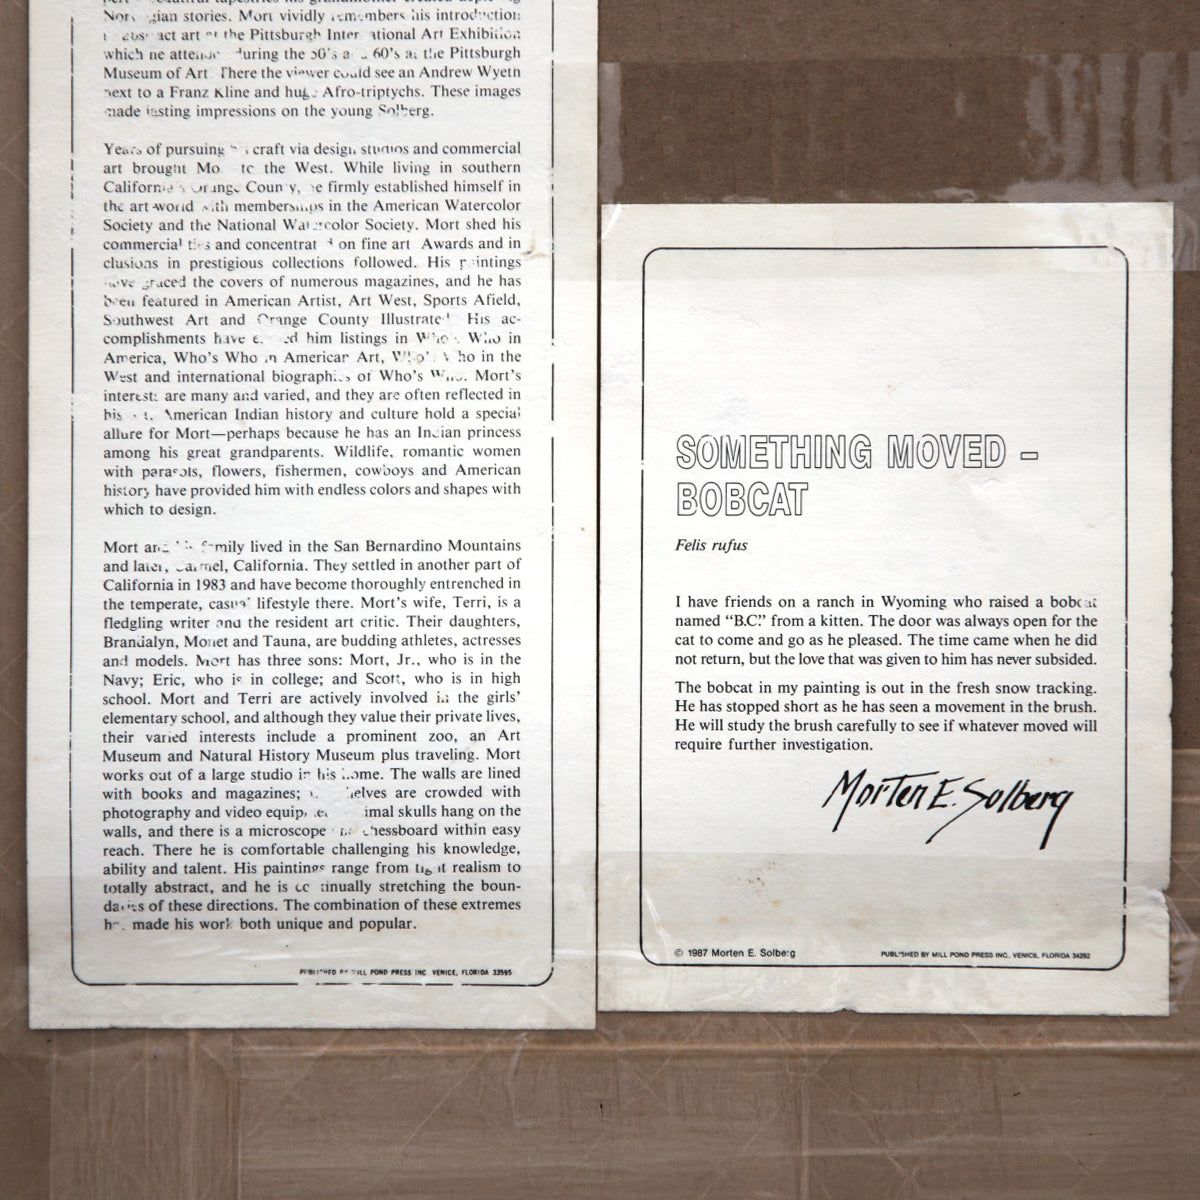 tapestries his grandmother created
stories. Mort vividly remembers his introduction
art at the Pittsburgh International Art Exhibition
which he attended during the 50's 60's at the Pittsburgh
Museum of Art. There the viewer could see an Andrew Wyeth
next to a Franz Kline and huge Afro-triptychs. These images
made lasting impressions on the young Solberg.
Years of pursuing craft via design studios and commercial
art brought to the West. While living in southern
California's Orange County, he firmly established himself in
the art world with memberships in the American Watercolor
Society and the National Watercolor Society. Mort shed his
commercial ties and concentrated on fine art. Awards and in
clusions in prestigious collections followed. His paintings
have graced the covers of numerous magazines, and he has
been featured in American Artist, Art West, Sports Afield,
Southwest Art and Orange County Illustrated. His ac-
complishments have him listings in Who's Who in
America, Who's Who in American Art, Who's Who in the
West and international biographies of Who's Who. Mort's
interests are many and varied, and they are often reflected in
his American Indian history and culture hold a special
allure for Mort—perhaps because he has an Indian princess
among his great grandparents. Wildlife, romantic women
with parasols, flowers, fishermen, cowboys and American
history have provided him with endless colors and shapes with
which to design.
Mort and his family lived in the San Bernardino Mountains
and later, Carmel, California. They settled in another part of
California in 1983 and have become thoroughly entrenched in
the temperate, casual lifestyle there. Mort's wife, Terri, is a
fledgling writer and the resident art critic. Their daughters,
Brandalyn, Monet and Tauna, are budding athletes, actresses
and models. Mort has three sons: Mort, Jr., who is in the
Navy; Eric, who is in college; and Scott, who is in high
school. Mort and Terri are actively involved in the girls'
elementary school, and although they value their private lives,
their varied interests include a prominent zoo, an Art
Museum and Natural History Museum plus traveling. Mort
works out of a large studio in his home. The walls are lined
with books and magazines; shelves are crowded with
photography and video equipment animal skulls hang on the
walls, and there is a microscope chessboard within easy
reach. There he is comfortable challenging his knowledge,
ability and talent. His paintings range from tight realism to
totally abstract, and he is continually stretching the boun-
daries of these directions. The combination of these extremes
has made his work both unique and popular.
PUBLISHED BY MILL POND PRESS INC. VENICE, FLORIDA 33595
SOMETHING MOVED –
BOBCAT
Felis rufus
I have friends on a ranch in Wyoming who raised a bobcat
named “B.C.” from a kitten. The door was always open for the
cat to come and go as he pleased. The time came when he did
not return, but the love that was given to him has never subsided.
The bobcat in my painting is out in the fresh snow tracking.
He has stopped short as he has seen a movement in the brush.
He will study the brush carefully to see if whatever moved will
require further investigation.
Morten E. Solberg
© 1987 Morten E. Solberg
PUBLISHED BY MILL POND PRESS INC., VENICE, FLORIDA 34292